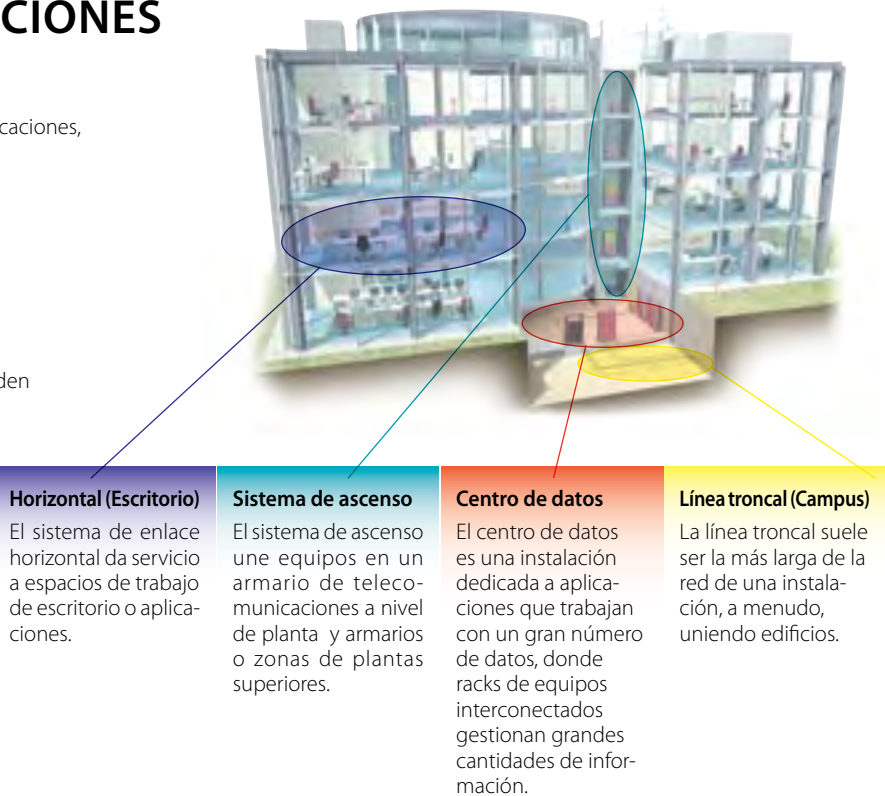 CIONES
caciones,
den
Horizontal (Escritorio)
El sistema de enlace
horizontal da servicio
a espacios de trabajo
de escritorio o aplica-
ciones.
Sistema de ascenso
El sistema de ascenso
une equipos en un
armario de teleco-
municaciones a nivel
de planta y armarios
o zonas de plantas
superiores.
Centro de datos
El centro de datos
es una instalación
dedicada a aplica-
ciones que trabajan
con un gran número
de datos, donde
racks de equipos
interconectados
gestionan grandes
cantidades de infor-
mación.
Línea troncal (Campus)
La línea troncal suele
ser la más larga de la
red de una instala-
ción, a menudo,
uniendo edificios.